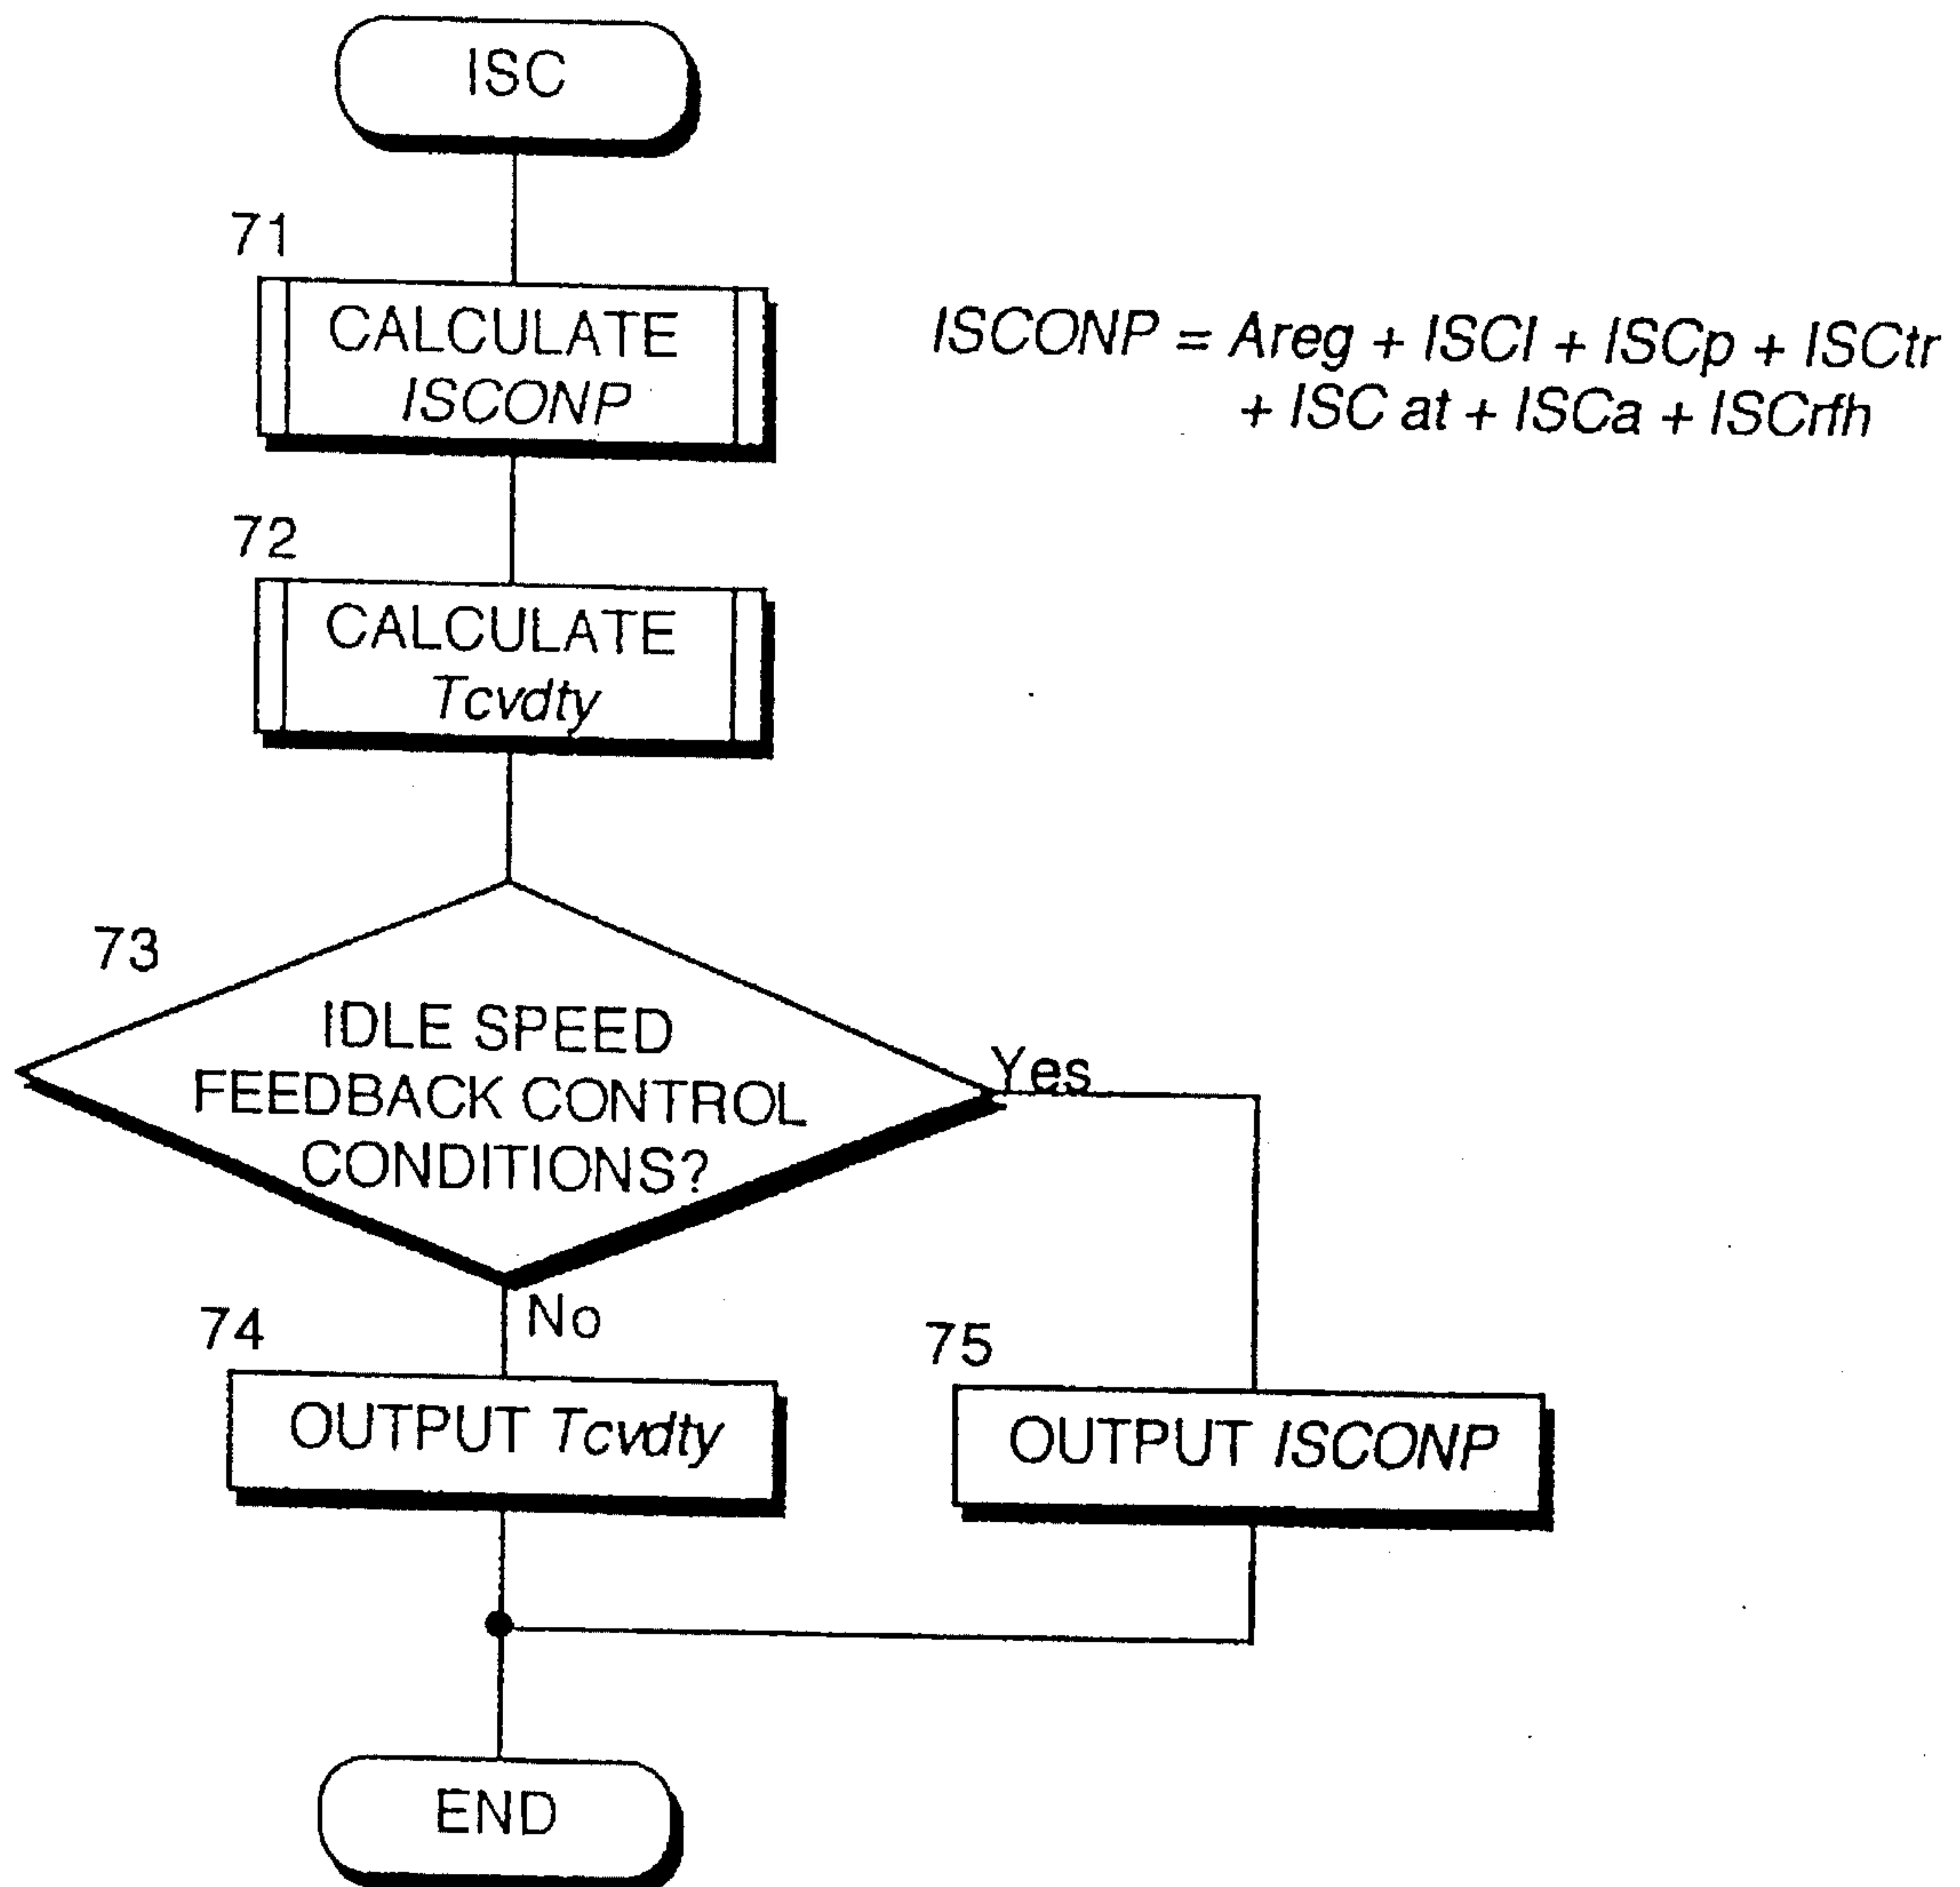 ISC
71
CALCULATE
ISCONP
ISCONP = Areg + ISCI + ISCp + ISCtr
+ ISC at + ISCa + ISCrfh
72
CALCULATE
Tcvdty
73
IDLE SPEED
FEEDBACK CONTROL
CONDITIONS?
Yes
No
74
OUTPUT Tcvdty
75
OUTPUT ISCONP
END